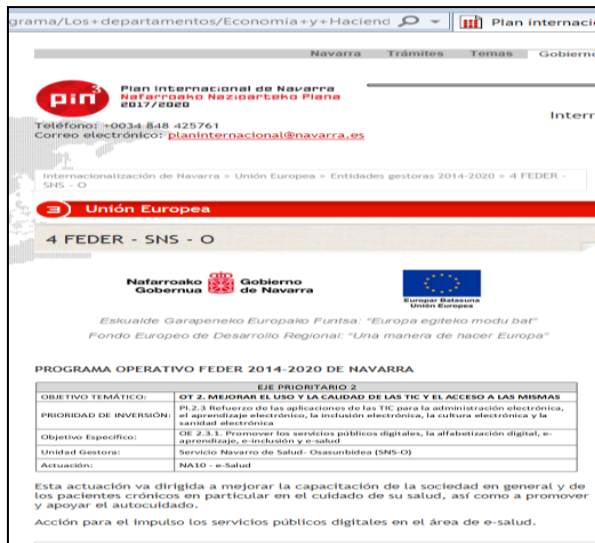 grama/Los+departamentos/Economia+y+Haciend
Plan internaci
Navarra Trámites Temas Gobierno
pin3
Plan Internacional de Navarra
Nafarroako Nazioarteko Plana
2017/2020
Teléfono: +0034 848 425761
Correo electrónico: planinternacional@navarra.es
Intern
Internacionalización de Navarra » Unión Europea » Entidades gestoras 2014-2020 » 4 FEDER -
SNS - O
3 Unión Europea
4 FEDER - SNS - O
Nafarroako Gobierno
Gobernua de Navarra
Europar Batasuna
Unión Europea
Eskualde Garapeneko Europako Funtsa: "Europa egiteko modu bat"
Fondo Europeo de Desarrollo Regional: "Una manera de hacer Europa"
PROGRAMA OPERATIVO FEDER 2014-2020 DE NAVARRA
EJE PRIORITARIO 2
OBJETIVO TEMÁTICO: OT 2. MEJORAR EL USO Y LA CALIDAD DE LAS TIC Y EL ACCESO A LAS MISMAS
PRIORIDAD DE INVERSIÓN: PI.2.3 Refuerzo de las aplicaciones de las TIC para la administración electrónica,
el aprendizaje electrónico, la inclusión electrónica, la cultura electrónica y la
sanidad electrónica
Objetivo Específico: OE 2.3.1. Promover los servicios públicos digitales, la alfabetización digital, e-
aprendizaje, e-inclusión y e-salud
Unidad Gestora: Servicio Navarro de Salud- Osasunbidea (SNS-O)
Actuación: NA10 - e-Salud
Esta actuación va dirigida a mejorar la capacitación de la sociedad en general y de
los pacientes crónicos en particular en el cuidado de su salud, así como a promover
y apoyar el autocuidado.
Acción para el impulso los servicios públicos digitales en el área de e-salud.